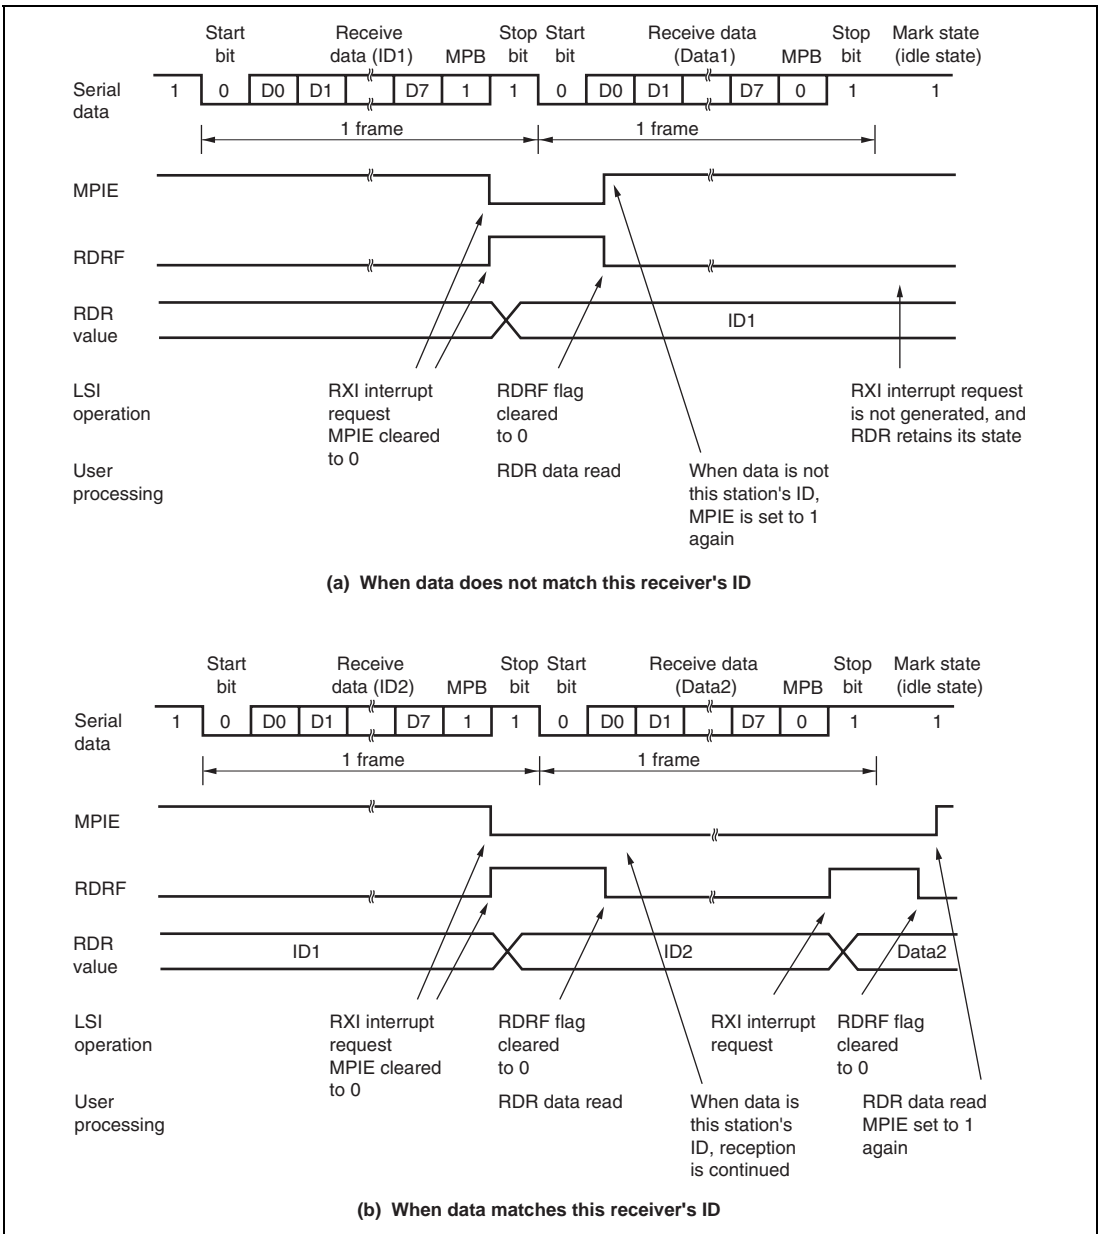 Start Receive Stop Start Receive data Stop Mark state
bit data (ID1) MPB bit bit (Data1) MPB bit (idle state)
Serial data 1 0 D0 D1 D7 1 1 0 D0 D1 D7 0 1 1
1 frame 1 frame
MPIE
RDRF
RDR
value
ID1
LSI
operation
RXI interrupt
request
MPIE cleared
to 0
RDRF flag
cleared
to 0
RXI interrupt request
is not generated, and
RDR retains its state
User
processing
RDR data read
When data is not
this station's ID,
MPIE is set to 1
again
(a) When data does not match this receiver's ID
Start Receive Stop Start Receive data Stop Mark state
bit data (ID2) MPB bit bit (Data2) MPB bit (idle state)
Serial data 1 0 D0 D1 D7 1 1 0 D0 D1 D7 0 1 1
1 frame 1 frame
MPIE
RDRF
RDR
value
ID1 ID2 Data2
LSI
operation
RXI interrupt
request
MPIE cleared
to 0
RDRF flag
cleared
to 0
RXI interrupt
request
RDRF flag
cleared
to 0
User
processing
RDR data read
When data is
this station's
ID, reception
is continued
RDR data read
MPIE set to 1
again
(b) When data matches this receiver's ID